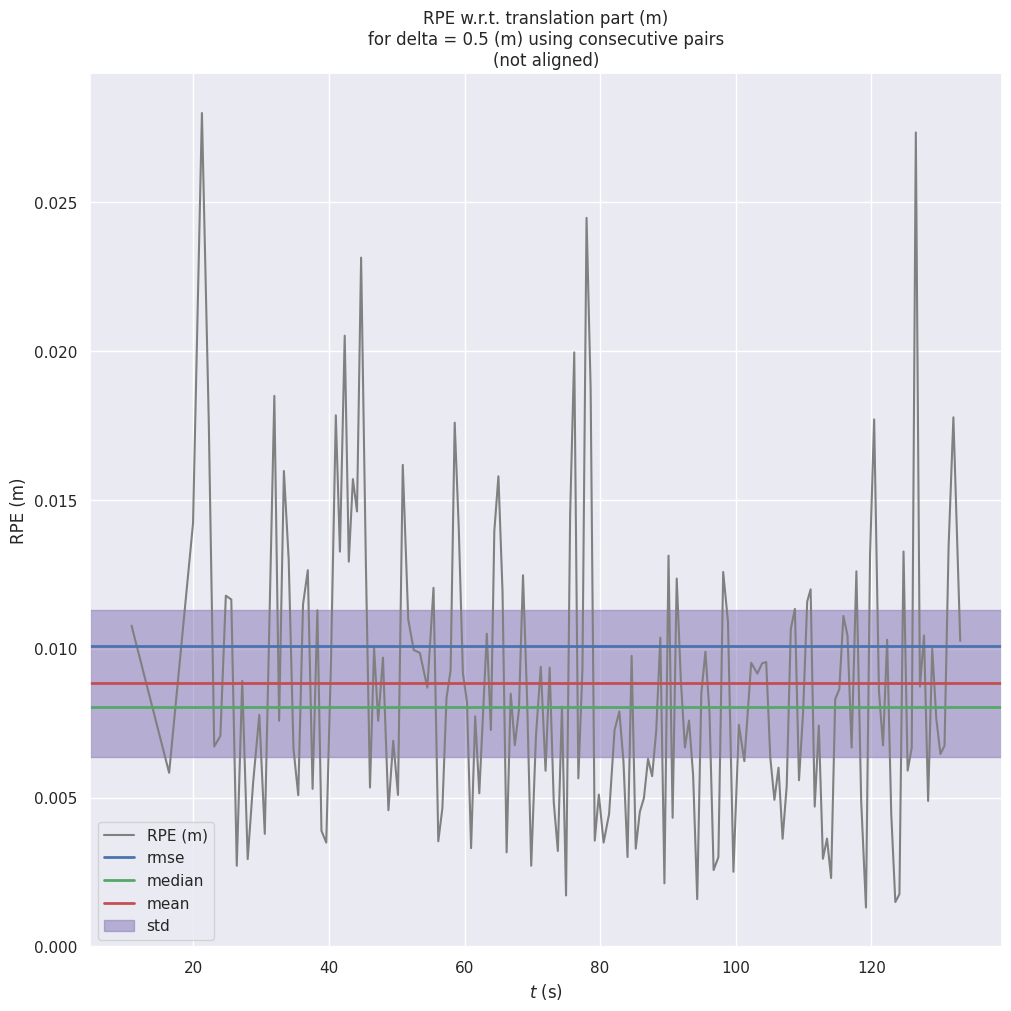 RPE w.r.t. translation part (m)
for delta = 0.5 (m) using consecutive pairs
(not aligned)
RPE (m)
0.025
0.020
0.015
0.010
0.005
0.000
RPE (m)
rmse
median
mean
std
20 40 60 80 100 120
t (s)